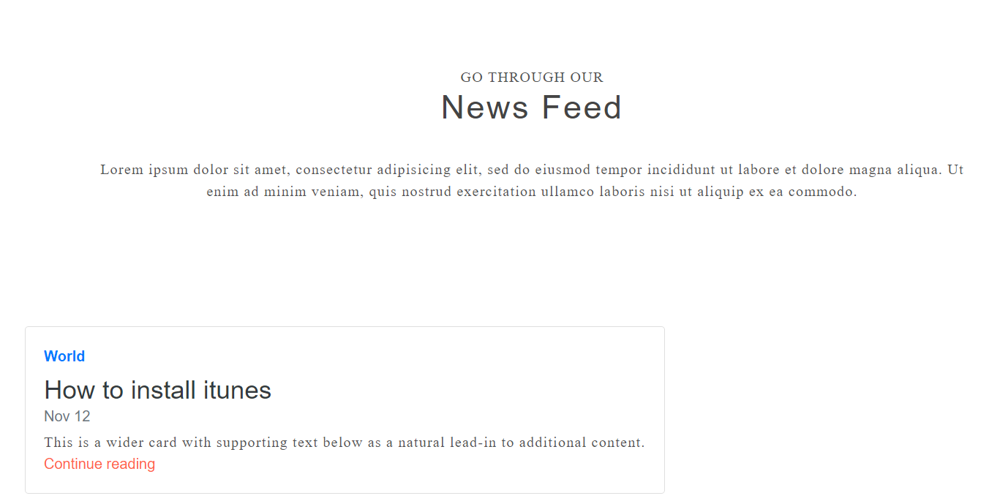 GO THROUGH OUR
News Feed
Lorem ipsum dolor sit amet, consectetur adipisicing elit, sed do eiusmod tempor incididunt ut labore et dolore magna aliqua. Ut
enim ad minim veniam, quis nostrud exercitation ullamco laboris nisi ut aliquip ex ea commodo.
World
How to install itunes
Nov 12
This is a wider card with supporting text below as a natural lead-in to additional content.
Continue reading